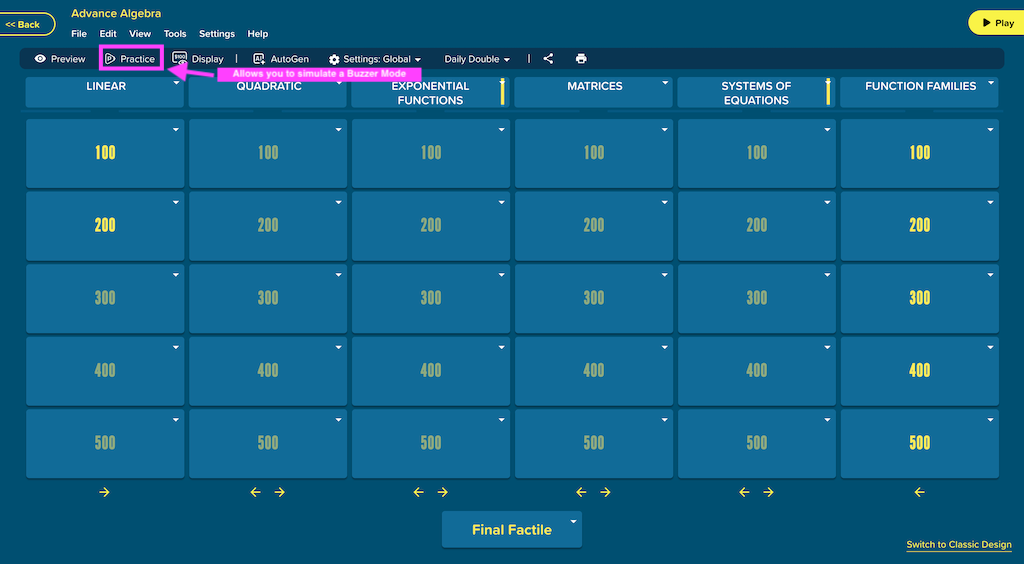 << Back
Advance Algebra
File Edit View Tools Settings Help
Play
Preview Practice Display | AutoGen Settings: Global Daily Double |
Allows you to simulate a Buzzer Mode
LINEAR QUADRATIC EXPONENTIAL FUNCTIONS MATRICES SYSTEMS OF EQUATIONS FUNCTION FAMILIES
100 100 100 100 100 100
200 200 200 200 200 200
300 300 300 300 300 300
400 400 400 400 400 400
500 500 500 500 500 500
Final Factile
Switch to Classic Design